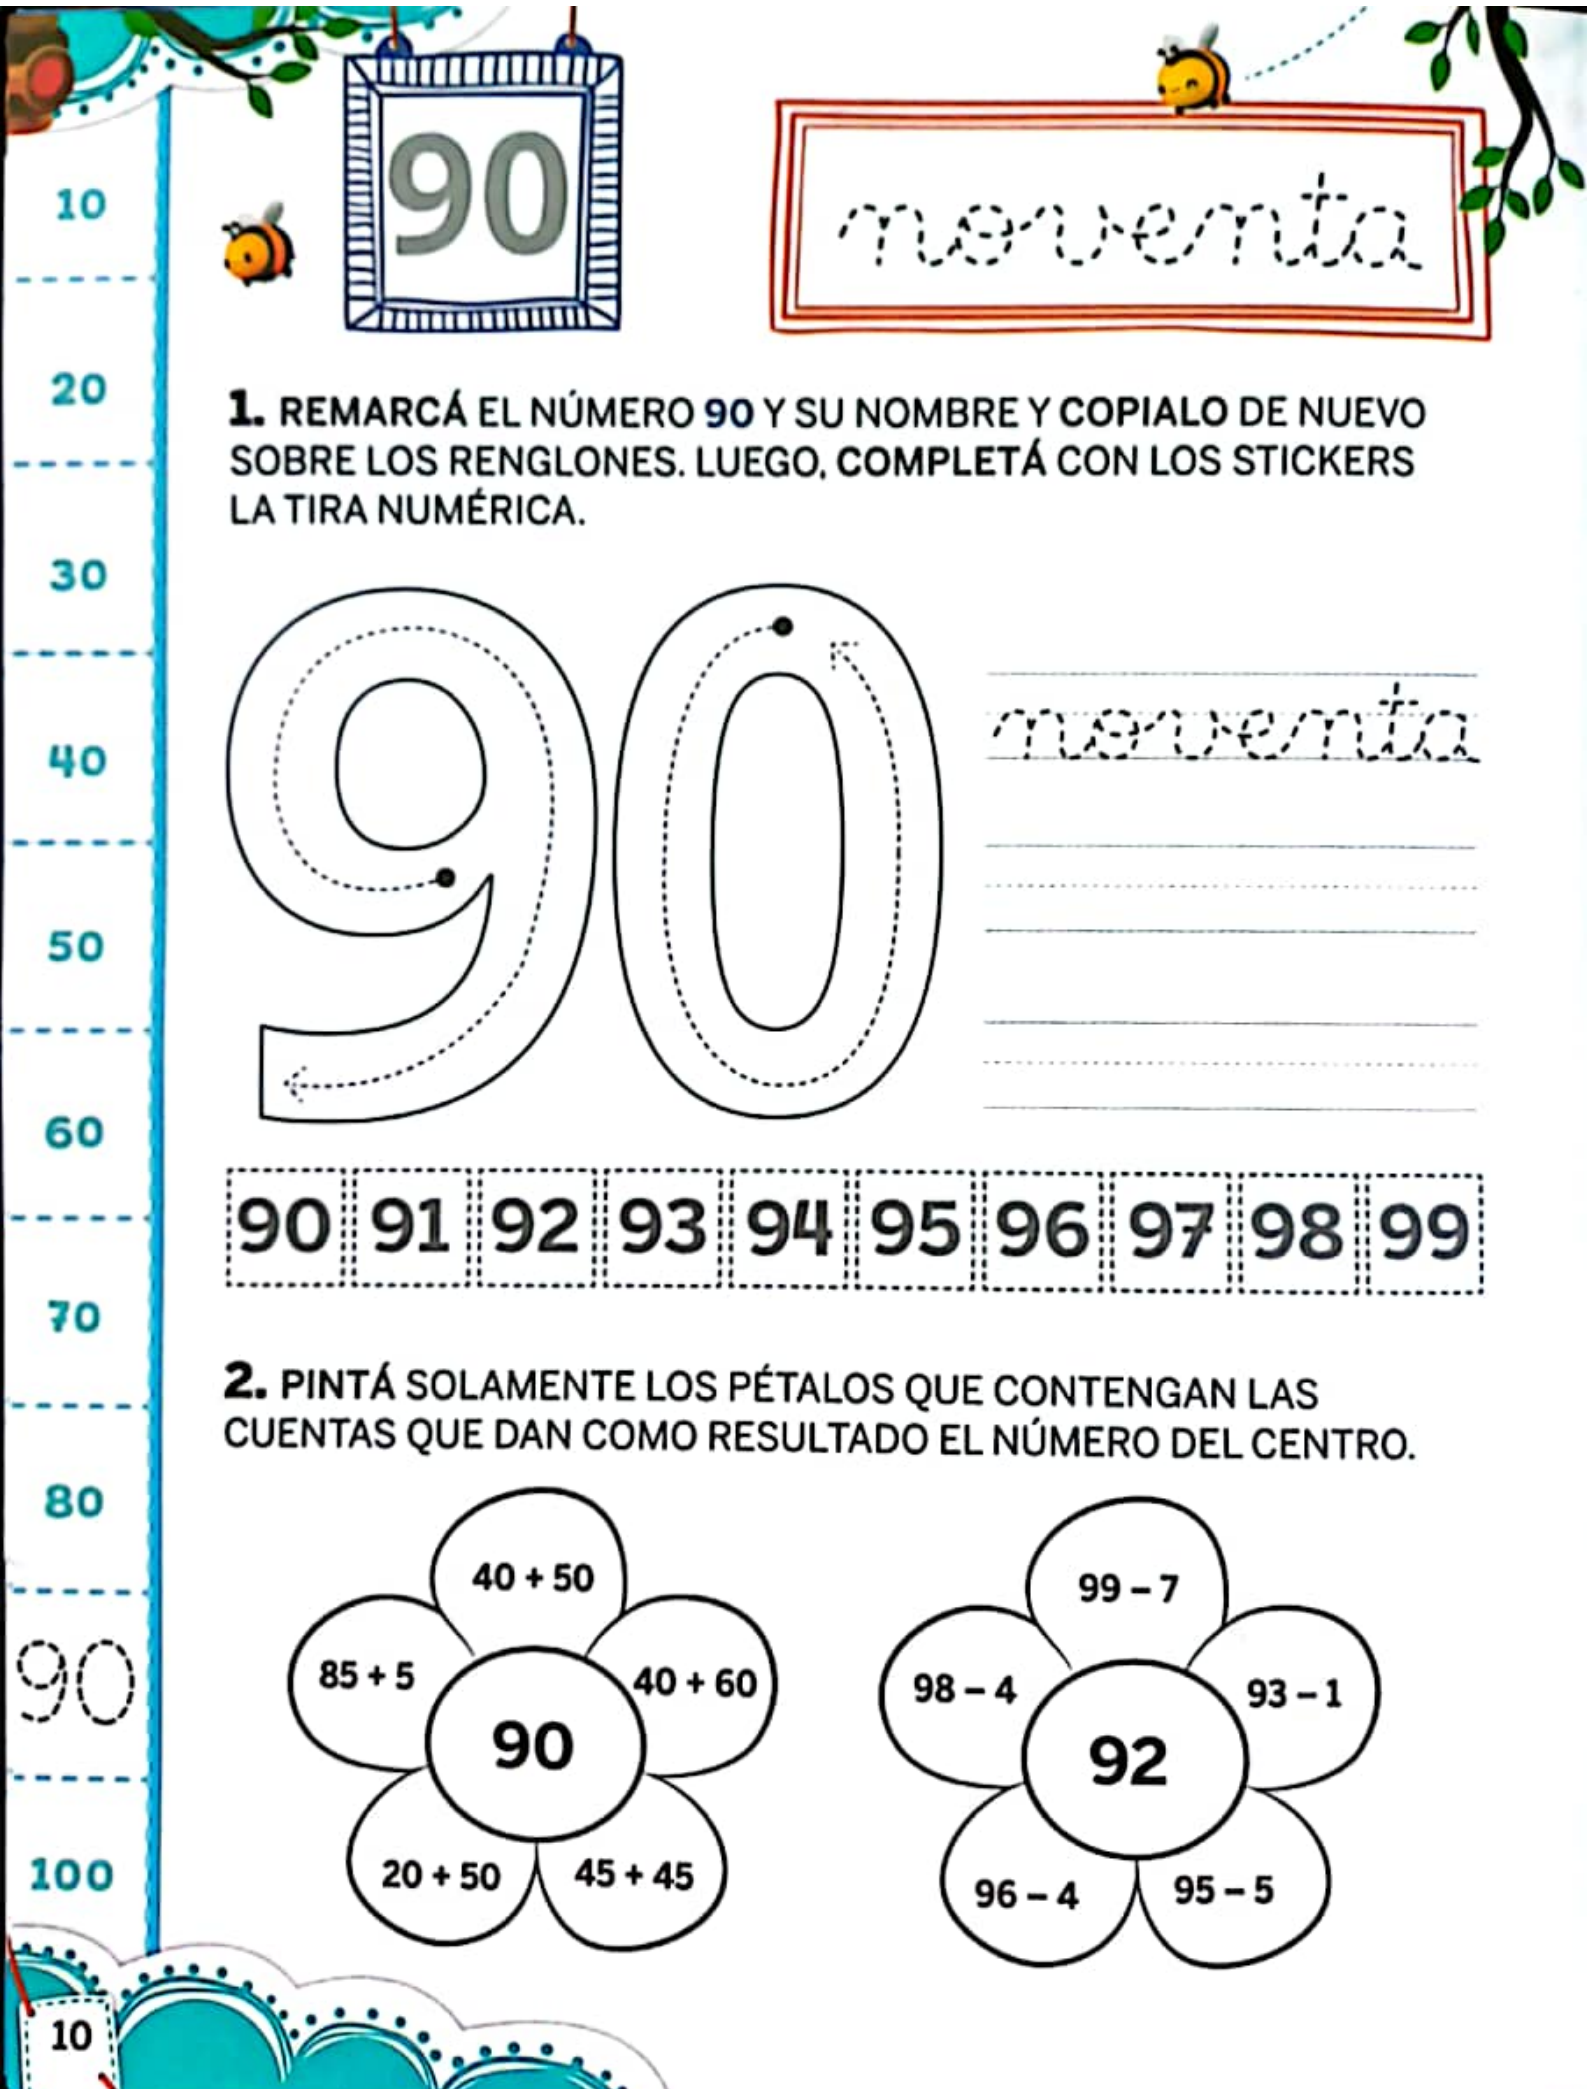 90
noventa
10
20
30
40
50
60
70
80
90
100
1. REMARCÁ EL NÚMERO 90 Y SU NOMBRE Y COPIALO DE NUEVO
SOBRE LOS RENGLONES. LUEGO, COMPLETÁ CON LOS STICKERS
LA TIRA NUMÉRICA.
90
noventa
90 91 92 93 94 95 96 97 98 99
2. PINTÁ SOLAMENTE LOS PÉTALOS QUE CONTENGAN LAS
CUENTAS QUE DAN COMO RESULTADO EL NÚMERO DEL CENTRO.
40 + 50
85 + 5
40 + 60
90
20 + 50
45 + 45
99 – 7
98 – 4
93 – 1
92
96 – 4
95 – 5
10